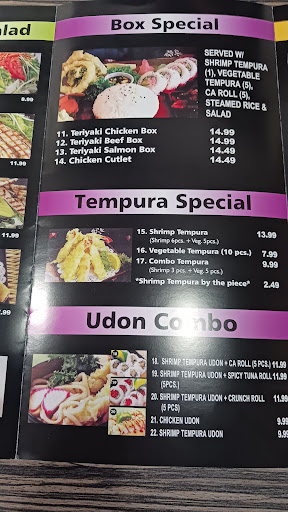 alad
8.99
11.99
11.99
Box Special
SERVED W/
SHRIMP TEMPURA
(1), VEGETABLE
TEMPURA (5),
CA ROLL (5),
STEAMED RICE &
SALAD
11. Teriyaki Chicken Box 14.99
12. Teriyaki Beef Box 14.99
13. Teriyaki Salmon Box 14.49
14. Chicken Cutlet 14.49
Tempura Special
15. Shrimp Tempura 13.99
(Shrimp 6pcs. + Veg. 5pcs.)
16. Vegetable Tempura (10 pcs.) 7.99
17. Combo Tempura 9.99
(Shrimp 3 pcs. + Veg. 5 pcs.)
*Shrimp Tempura by the piece* 2.49
Udon Combo
18. SHRIMP TEMPURA UDON + CA ROLL (5 PCS.) 11.99
19. SHRIMP TEMPURA UDON + SPICY TUNA ROLL 11.99
(5PCS.)
20. SHRIMP TEMPURA UDON + CRUNCH ROLL 11.99
(5 PCS)
21. CHICKEN UDON 9.99
22. SHRIMP TEMPURA UDON 9.99